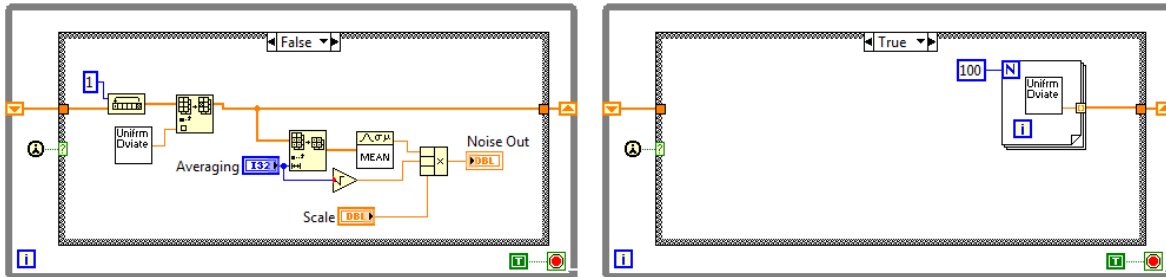 False
1
Unifrm
Dviate
Averaging
I32
MEAN
Noise Out
DBL
Scale
DBL
?
i
T
True
100
N
Unifrm
Dviate
i
?
i
T